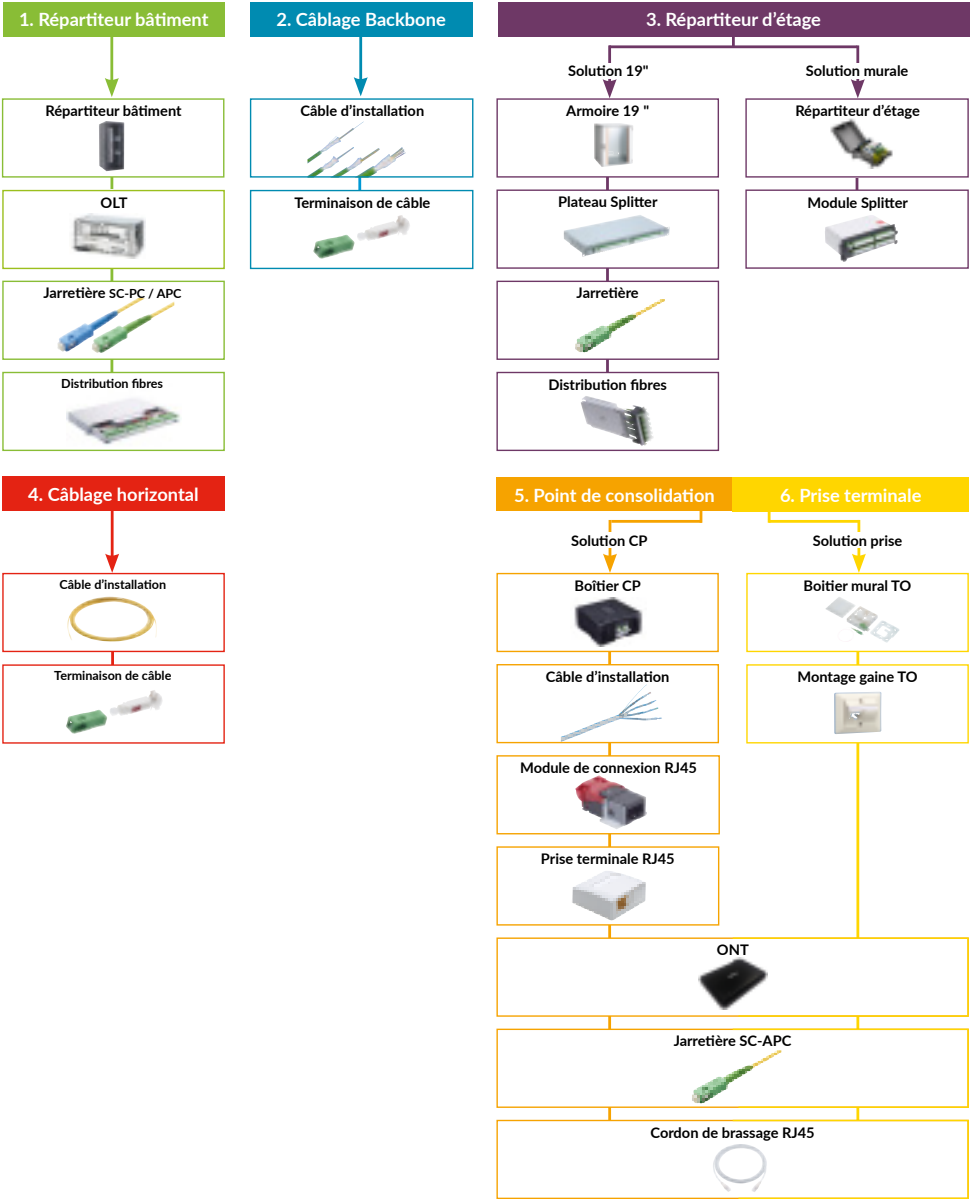 1. Répartiteur bâtiment
Répartiteur bâtiment
OLT
Jarretière SC-PC / APC
Distribution fibres
2. Câblage Backbone
Câble d'installation
Terminaison de câble
3. Répartiteur d'étage
Solution 19"
Armoire 19 "
Plateau Splitter
Jarretière
Distribution fibres
Solution murale
Répartiteur d'étage
Module Splitter
4. Câblage horizontal
Câble d'installation
Terminaison de câble
5. Point de consolidation
Solution CP
Boîtier CP
Câble d'installation
Module de connexion RJ45
Prise terminale RJ45
6. Prise terminale
Solution prise
Boitier mural TO
Montage gaine TO
ONT
Jarretière SC-APC
Cordon de brassage RJ45